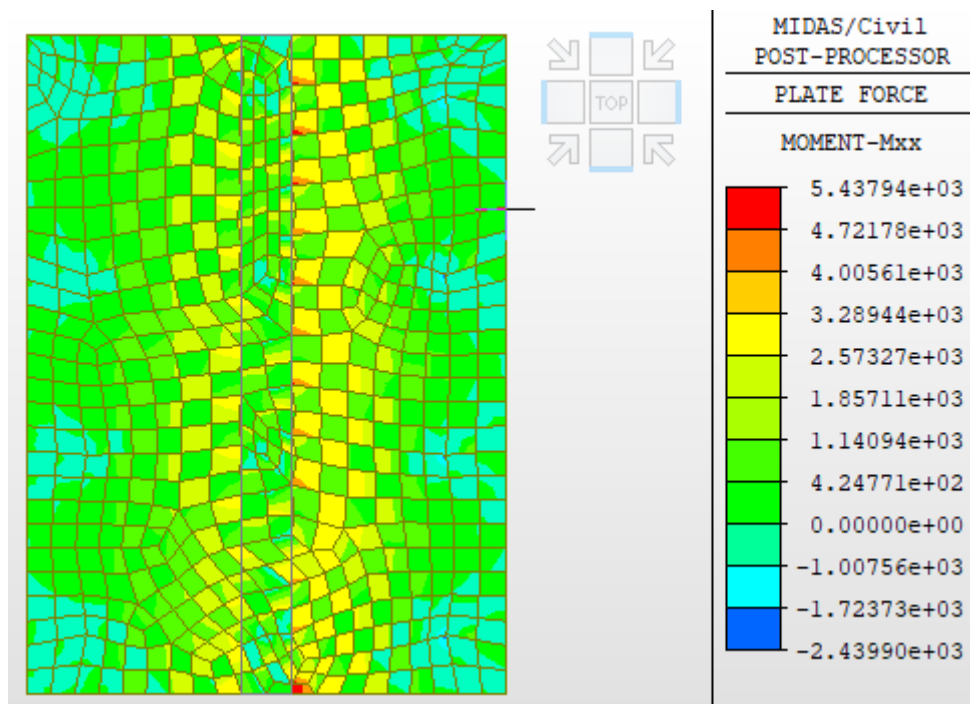 TOP
MIDAS/Civil
POST-PROCESSOR
PLATE FORCE
MOMENT-Mxx
5.43794e+03
4.72178e+03
4.00561e+03
3.28944e+03
2.57327e+03
1.85711e+03
1.14094e+03
4.24771e+02
0.00000e+00
-1.00756e+03
-1.72373e+03
-2.43990e+03